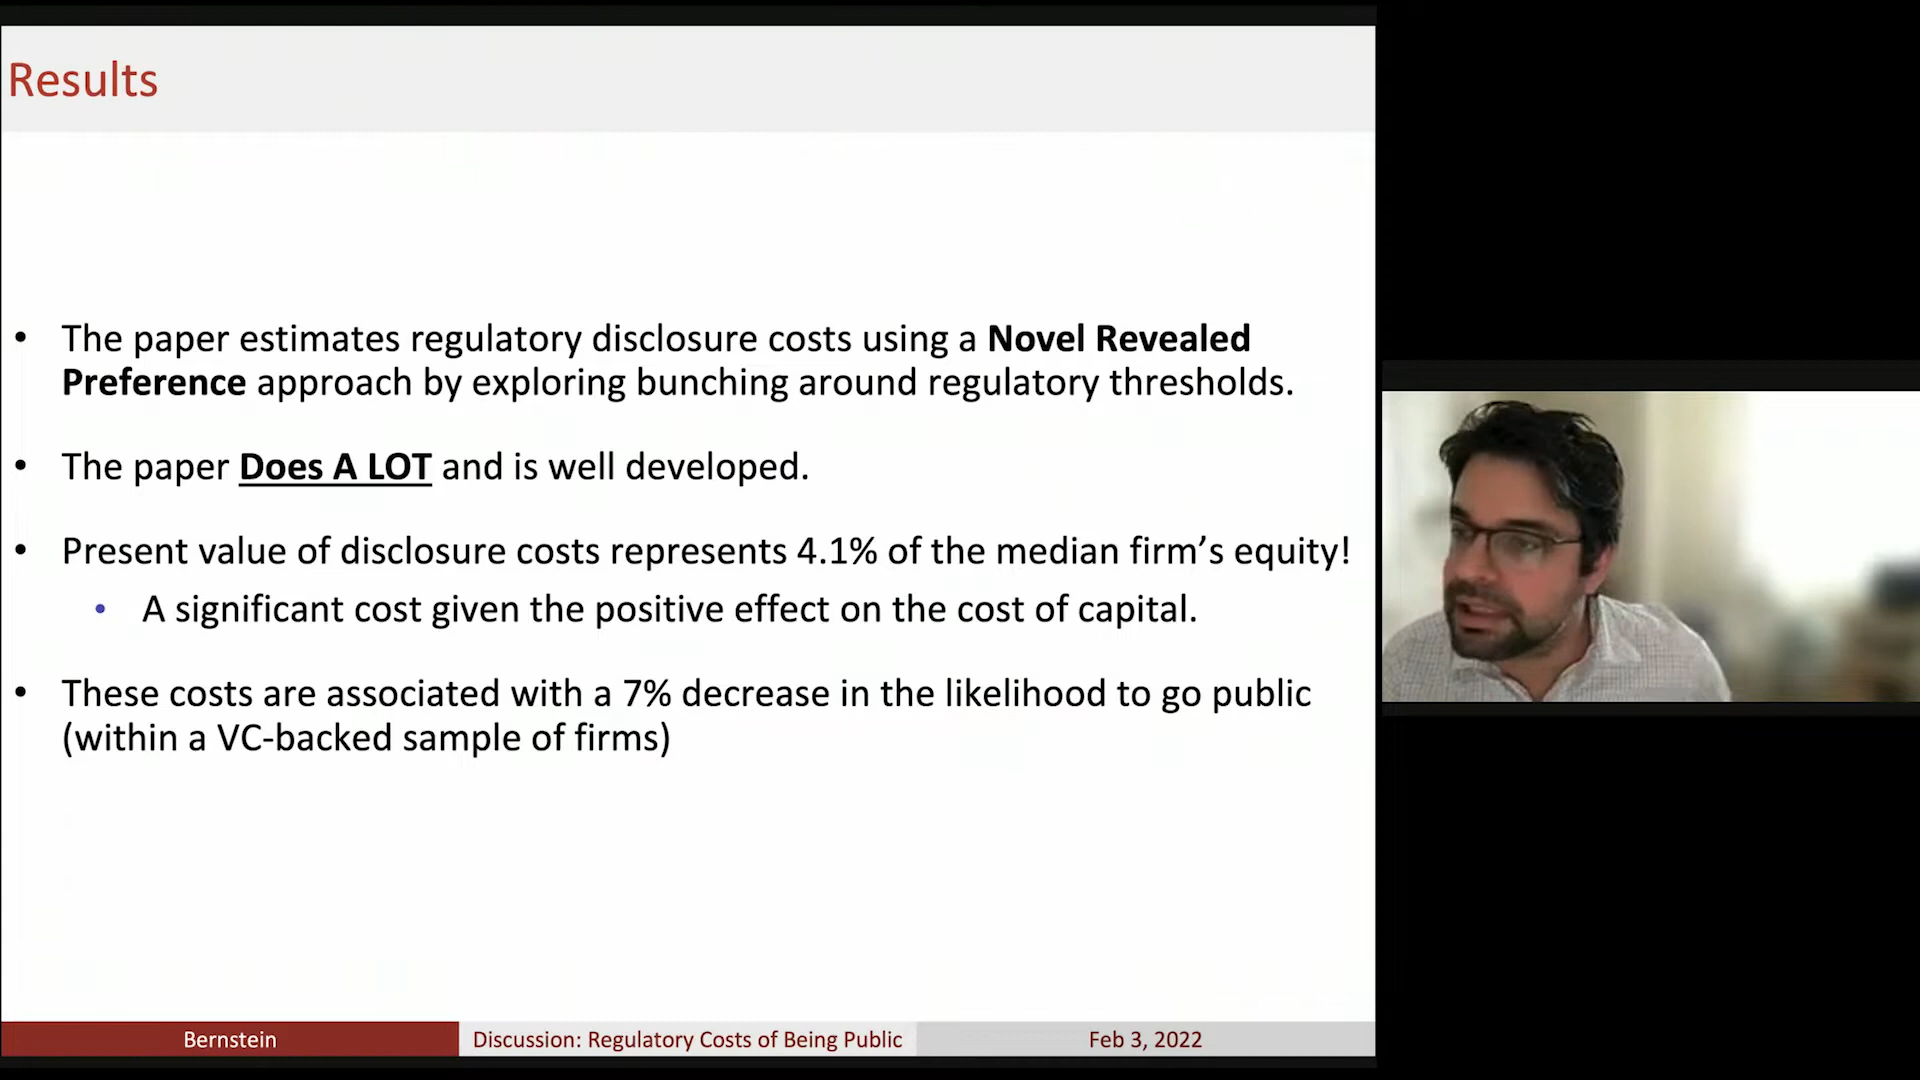 Results
• The paper estimates regulatory disclosure costs using a Novel Revealed
Preference approach by exploring bunching around regulatory thresholds.
• The paper Does A LOT and is well developed.
• Present value of disclosure costs represents 4.1% of the median firm’s equity!
• A significant cost given the positive effect on the cost of capital.
• These costs are associated with a 7% decrease in the likelihood to go public
(within a VC-backed sample of firms)
Bernstein
Discussion: Regulatory Costs of Being Public
Feb 3, 2022